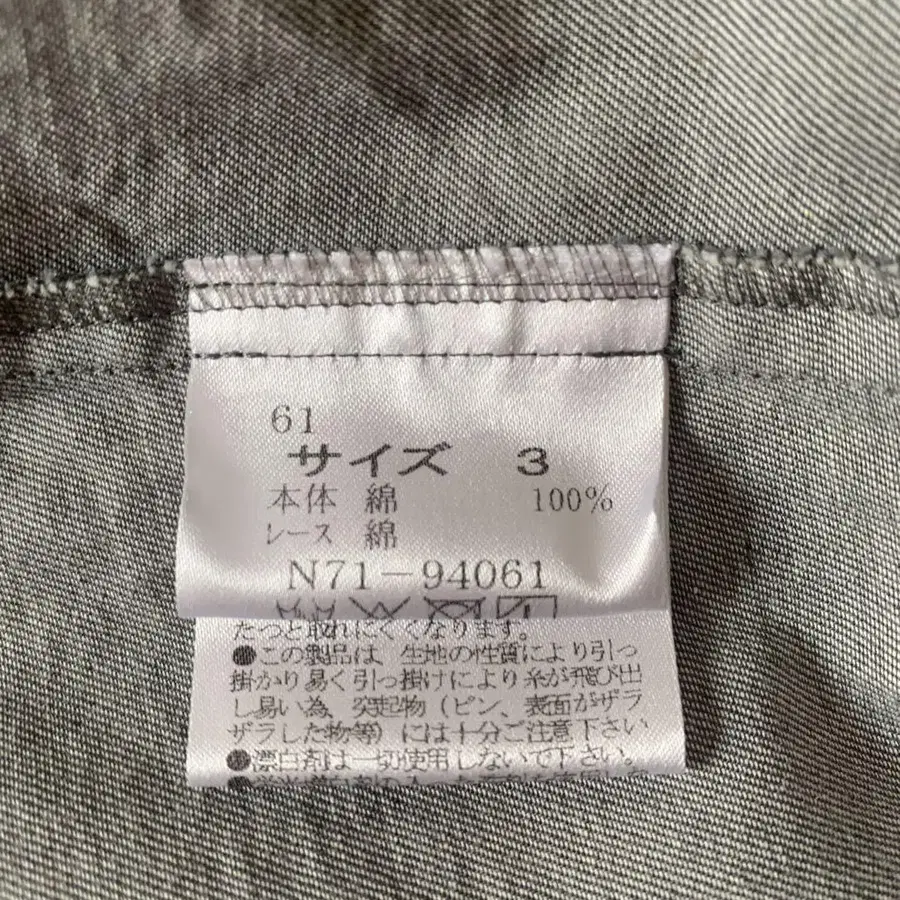 61
サイズ 3
本体 綿 100%
レース 綿
N71-94061
たつと取れにくくなります。
●この製品は、生地の性質により引っ
掛かり易く引っ掛けにより糸が飛び出
し易い為、突起物(ピン、表面がザラ
ザラした物等)には十分ご注意下さい
●漂白剤は一切使用しないで下さい。